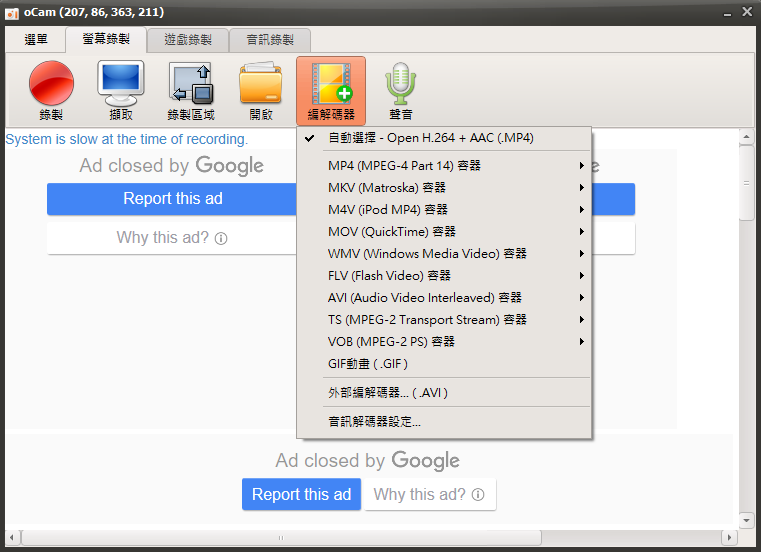 oCam (207, 86, 363, 211)
選單 螢幕錄製 遊戲錄製 音訊錄製
錄製 擷取 錄製區域 開啟 編解碼器 聲音
System is slow at the time of recording.
Ad closed by Google
Report this ad
Why this ad?
自動選擇 - Open H.264 + AAC (.MP4)
MP4 (MPEG-4 Part 14) 容器
MKV (Matroska) 容器
M4V (iPod MP4) 容器
MOV (QuickTime) 容器
WMV (Windows Media Video) 容器
FLV (Flash Video) 容器
AVI (Audio Video Interleaved) 容器
TS (MPEG-2 Transport Stream) 容器
VOB (MPEG-2 PS) 容器
GIF動畫 ( .GIF )
外部編解碼器... ( .AVI )
音訊解碼器設定...
Ad closed by Google
Report this ad Why this ad?